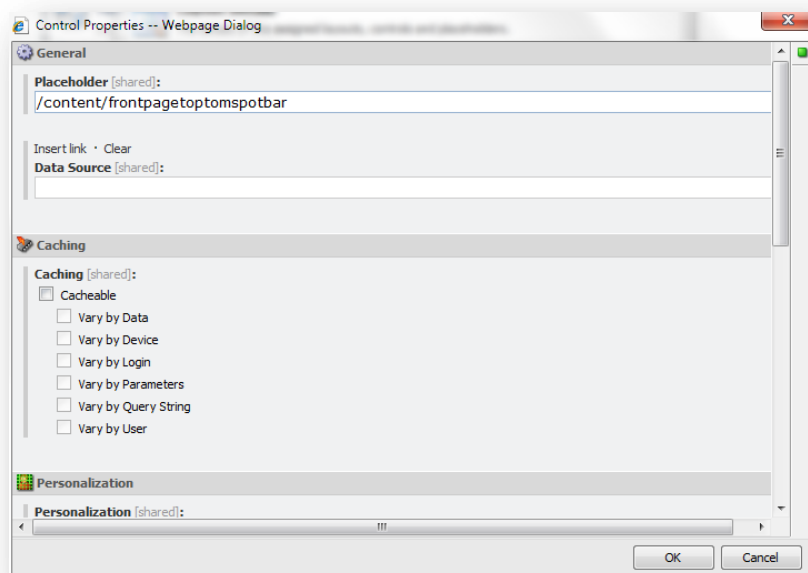 Control Properties -- Webpage Dialog
General
Placeholder [shared]:
/content/frontpagetoptomspotbar
Insert link · Clear
Data Source [shared]:
Caching
Caching [shared]:
Cacheable
Vary by Data
Vary by Device
Vary by Login
Vary by Parameters
Vary by Query String
Vary by User
Personalization
Personalization [shared]:
OK Cancel